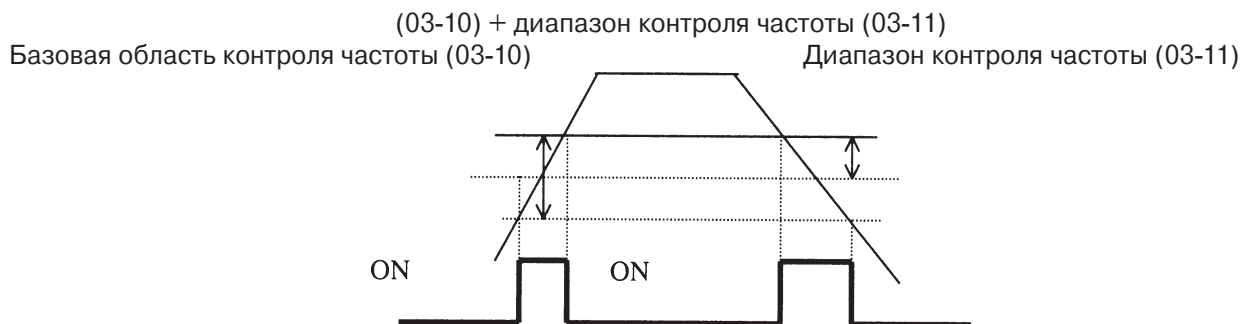 (03-10) + диапазон контроля частоты (03-11)
Базовая область контроля частоты (03-10) Диапазон контроля частоты (03-11)
ON ON